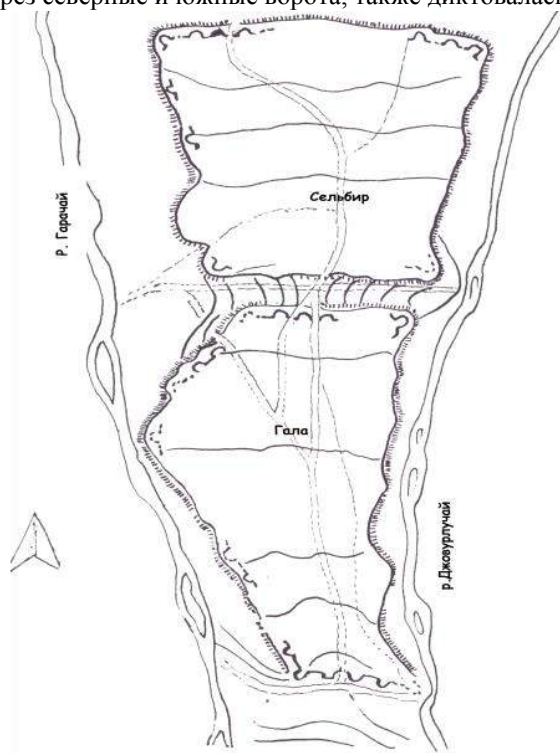 рез северные и южные ворота, также диктовалась
Сельбир
Р. Гарачай
Гала
р.Джовурлучай